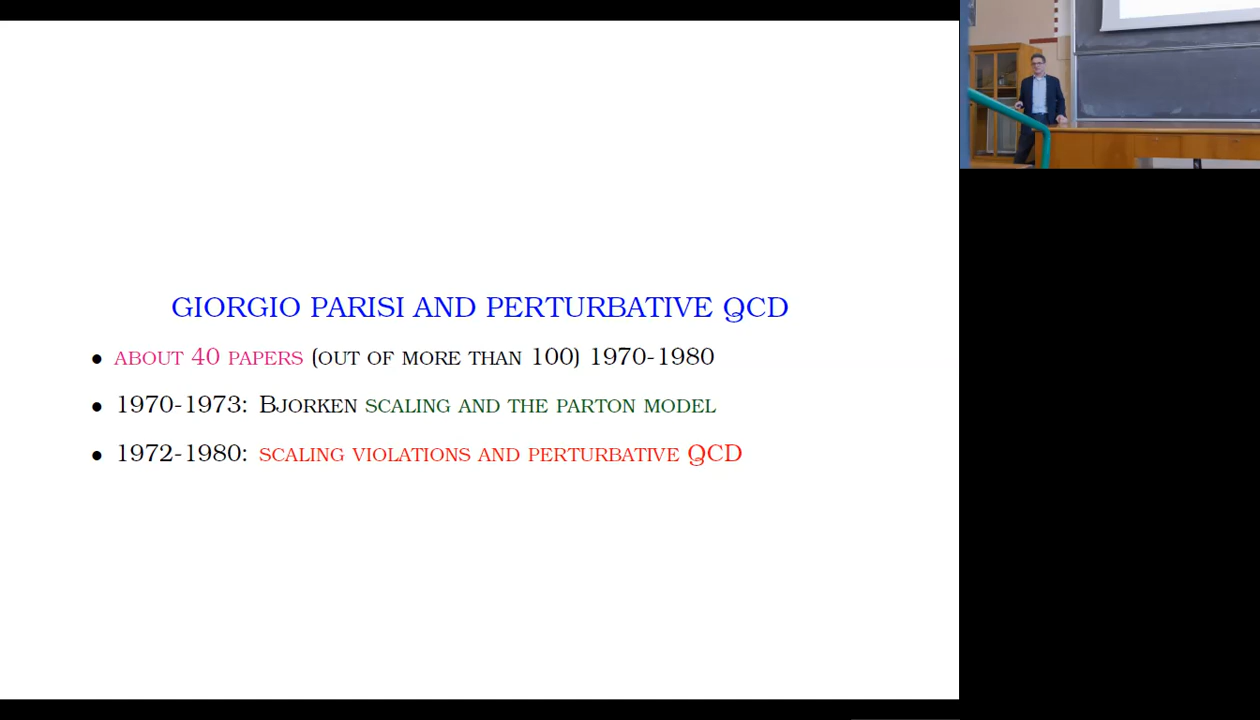 GIORGIO PARISI AND PERTURBATIVE QCD
• ABOUT 40 PAPERS (OUT OF MORE THAN 100) 1970-1980
• 1970-1973: BJORKEN SCALING AND THE PARTON MODEL
• 1972-1980: SCALING VIOLATIONS AND PERTURBATIVE QCD